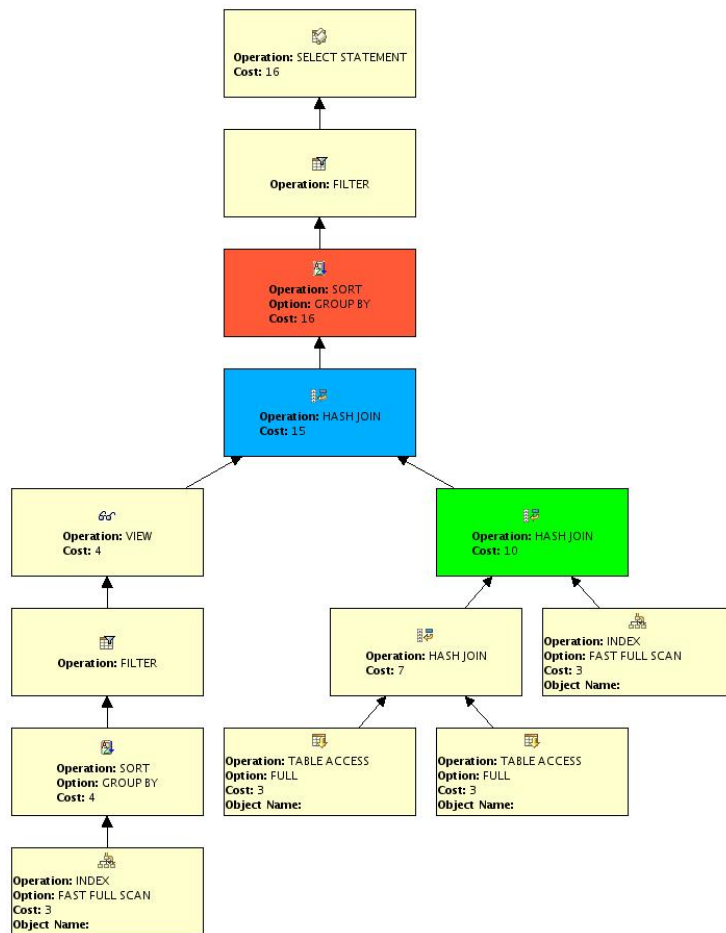 Operation: SELECT STATEMENT
Cost: 16
Operation: FILTER
Operation: SORT
Option: GROUP BY
Cost: 16
Operation: HASH JOIN
Cost: 15
Operation: VIEW
Cost: 4
Operation: HASH JOIN
Cost: 10
Operation: FILTER
Operation: HASH JOIN
Cost: 7
Operation: INDEX
Option: FAST FULL SCAN
Cost: 3
Object Name:
Operation: SORT
Option: GROUP BY
Cost: 4
Operation: TABLE ACCESS
Option: FULL
Cost: 3
Object Name:
Operation: TABLE ACCESS
Option: FULL
Cost: 3
Object Name:
Operation: INDEX
Option: FAST FULL SCAN
Cost: 3
Object Name: